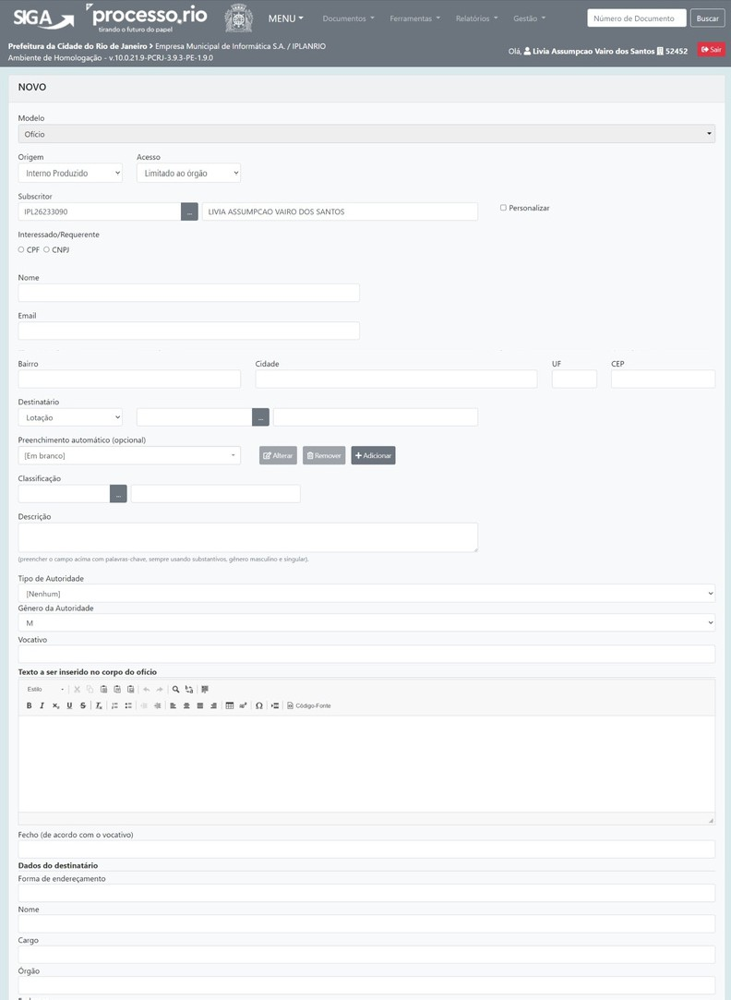 SIGA processo.rio MENU Documentos Ferramentas Relatórios Gestão Número de Documento Buscar
tirando o futuro do papel
Prefeitura da Cidade do Rio de Janeiro > Empresa Municipal de Informática S.A. / IPLANRIO
Olá, Livia Assumpcao Vairo dos Santos 52452 Sair
Ambiente de Homologação - v.10.0.21.9-PCRJ-3.9.3-PE-1.9.0
NOVO
Modelo
Ofício
Origem Acesso
Interno Produzido Limitado ao órgão
Subscritor
IPL26233090 ... LIVIA ASSUMPCAO VAIRO DOS SANTOS Personalizar
Interessado/Requerente
CPF CNPJ
Nome
Email
Bairro Cidade UF CEP
Destinatário
Lotação ...
Preenchimento automático (opcional)
[Em branco] Alterar Remover Adicionar
Classificação
...
Descrição
(preencher o campo acima com palavras-chave, sempre usando substantivos, gênero masculino e singular).
Tipo de Autoridade
[Nenhum]
Gênero da Autoridade
M
Vocativo
Texto a ser inserido no corpo do ofício
Estilo
B I x₂ U S Ix Ω Código-Fonte
Fecho (de acordo com o vocativo)
Dados do destinatário
Forma de endereçamento
Nome
Cargo
Órgão